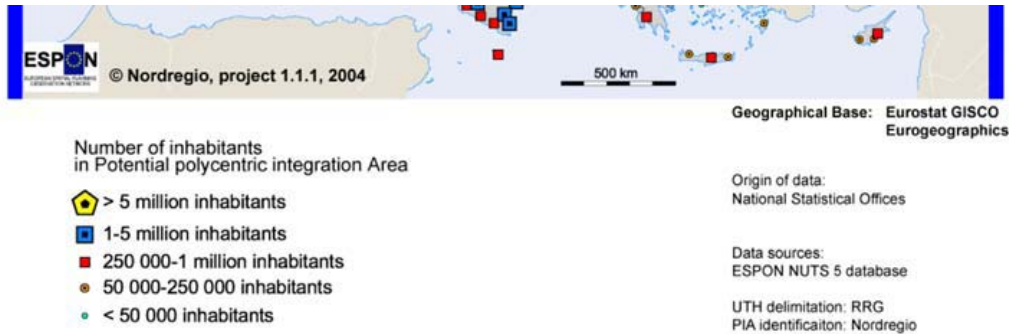 ESPON
EUROPEAN SPATIAL PLANNING
OBSERVATION NETWORK
© Nordregio, project 1.1.1, 2004
500 km
Geographical Base: Eurostat GISCO
Eurogeographics
Number of inhabitants
in Potential polycentric integration Area
> 5 million inhabitants
1-5 million inhabitants
250 000-1 million inhabitants
50 000-250 000 inhabitants
< 50 000 inhabitants
Origin of data:
National Statistical Offices
Data sources:
ESPON NUTS 5 database
UTH delimitation: RRG
PIA identificaiton: Nordregio